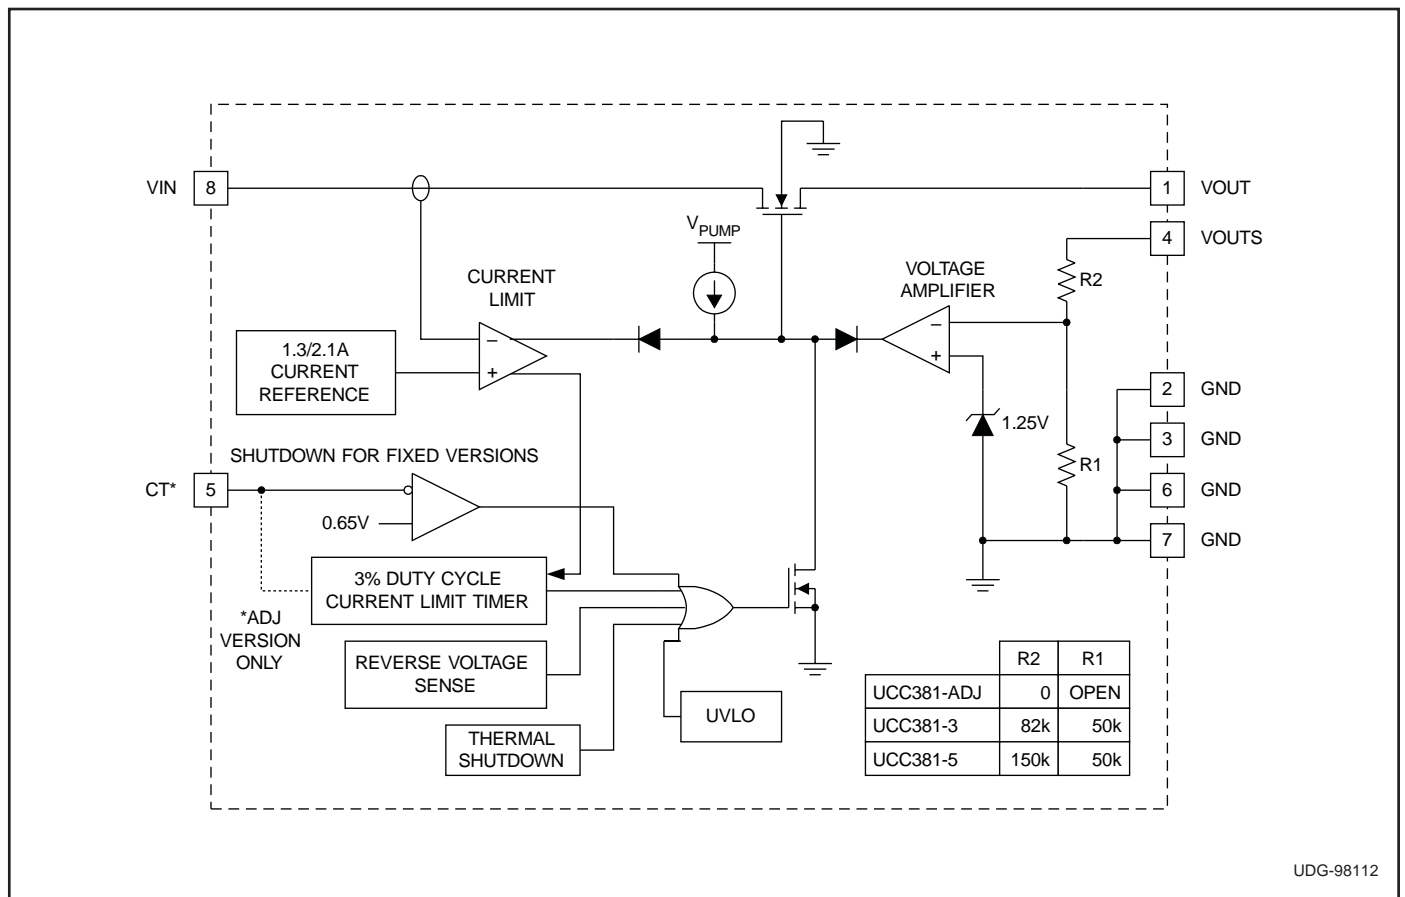 VIN 8
1 VOUT
V_PUMP
4 VOUTS
CURRENT
LIMIT
VOLTAGE
AMPLIFIER
R2
–
+
–
+
1.3/2.1A
CURRENT
REFERENCE
2 GND
1.25V
3 GND
SHUTDOWN FOR FIXED VERSIONS
R1
CT* 5
6 GND
0.65V
7 GND
3% DUTY CYCLE
CURRENT LIMIT TIMER
*ADJ
VERSION
ONLY
REVERSE VOLTAGE
SENSE
UVLO
THERMAL
SHUTDOWN
R2 R1
UCC381-ADJ 0 OPEN
UCC381-3 82k 50k
UCC381-5 150k 50k
UDG-98112